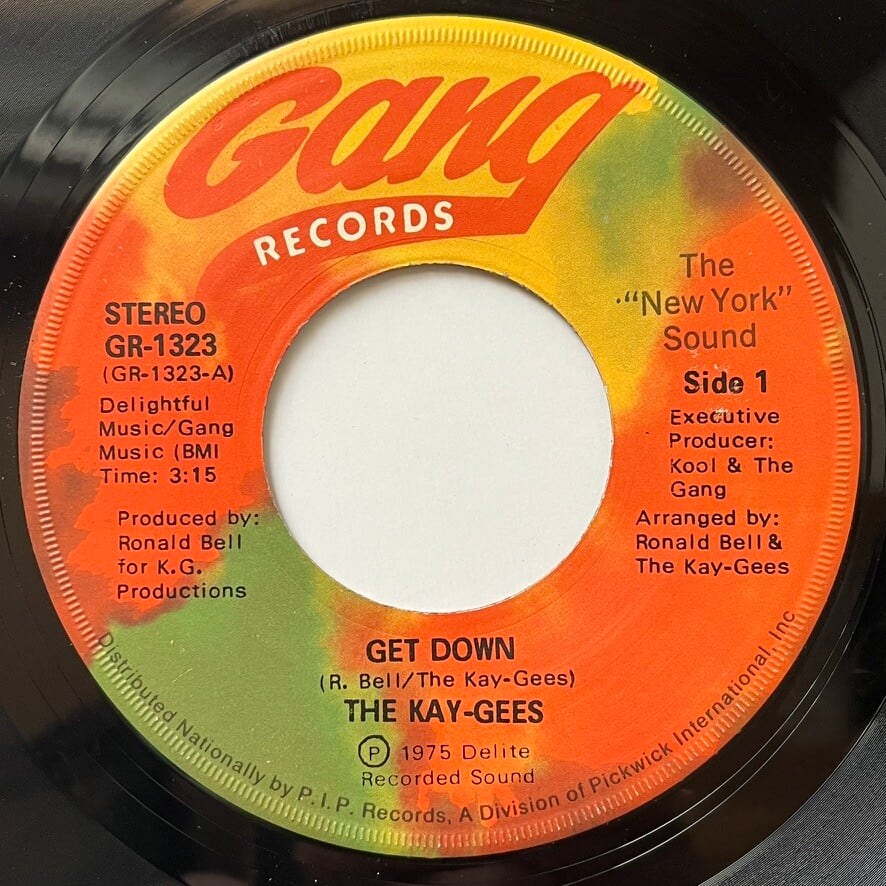 Gang
RECORDS
STEREO
GR-1323
(GR-1323-A)
Delightful
Music/Gang
Music (BMI
Time: 3:15
Produced by:
Ronald Bell
for K.G.
Productions
The
"New York"
Sound
Side 1
Executive
Producer:
Kool & The
Gang
Arranged by:
Ronald Bell &
The Kay-Gees
GET DOWN
(R. Bell/The Kay-Gees)
THE KAY-GEES
Ⓟ 1975 Delite
Recorded Sound
Distributed Nationally by P.I.P. Records, A Division of Pickwick International, Inc